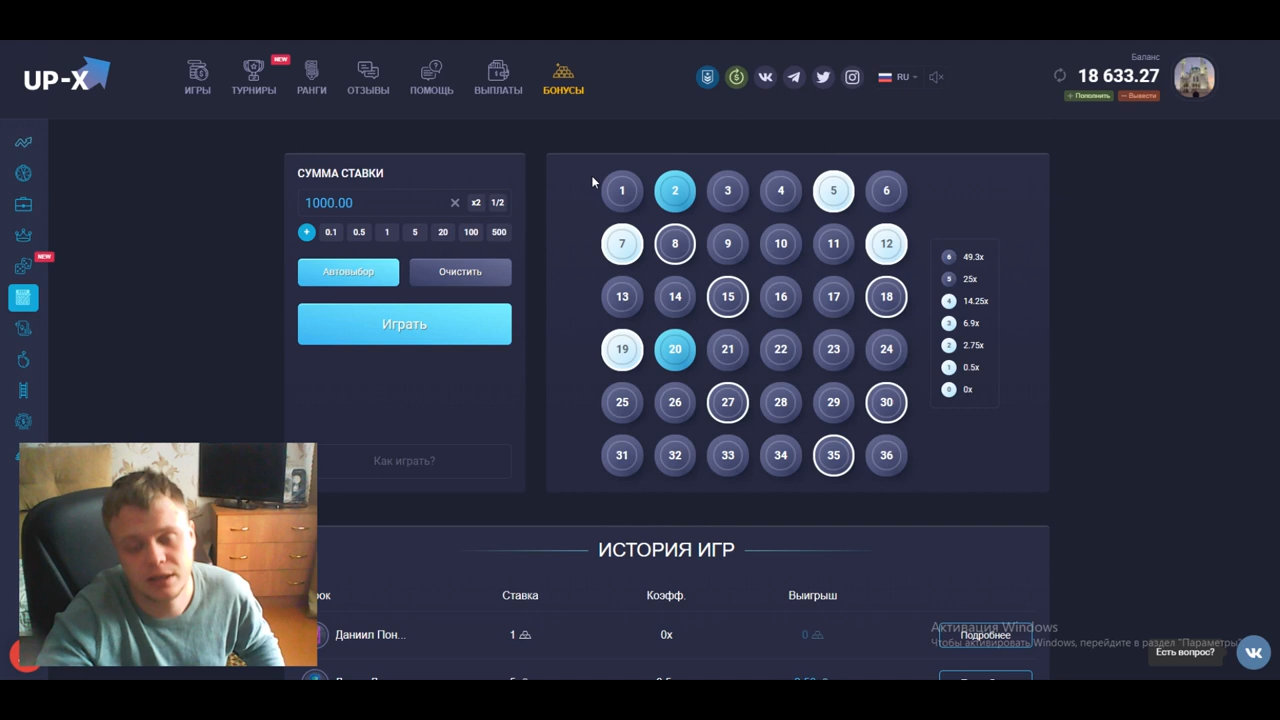 UP-X
NEW
ИГРЫ
ТУРНИРЫ
РАНГИ
ОТЗЫВЫ
ПОМОЩЬ
ВЫПЛАТЫ
БОНУСЫ
RU
Баланс
18 633.27
+ Пополнить
− Вывести
NEW
СУММА СТАВКИ
1000.00
x2
1/2
+ 0.1 0.5 1 5 20 100 500
Автовыбор
Очистить
Играть
Как играть?
1 2 3 4 5 6
7 8 9 10 11 12
13 14 15 16 17 18
19 20 21 22 23 24
25 26 27 28 29 30
31 32 33 34 35 36
6 49.3x
5 25x
4 14.25x
3 6.9x
2 2.75x
1 0.5x
0 0x
ИСТОРИЯ ИГР
Ставка
Коэфф.
Выигрыш
Даниил Пон...
1
0x
0
Подробнее
Активация Windows
Чтобы активировать Windows, перейдите в раздел "Параметры"
Есть вопрос?